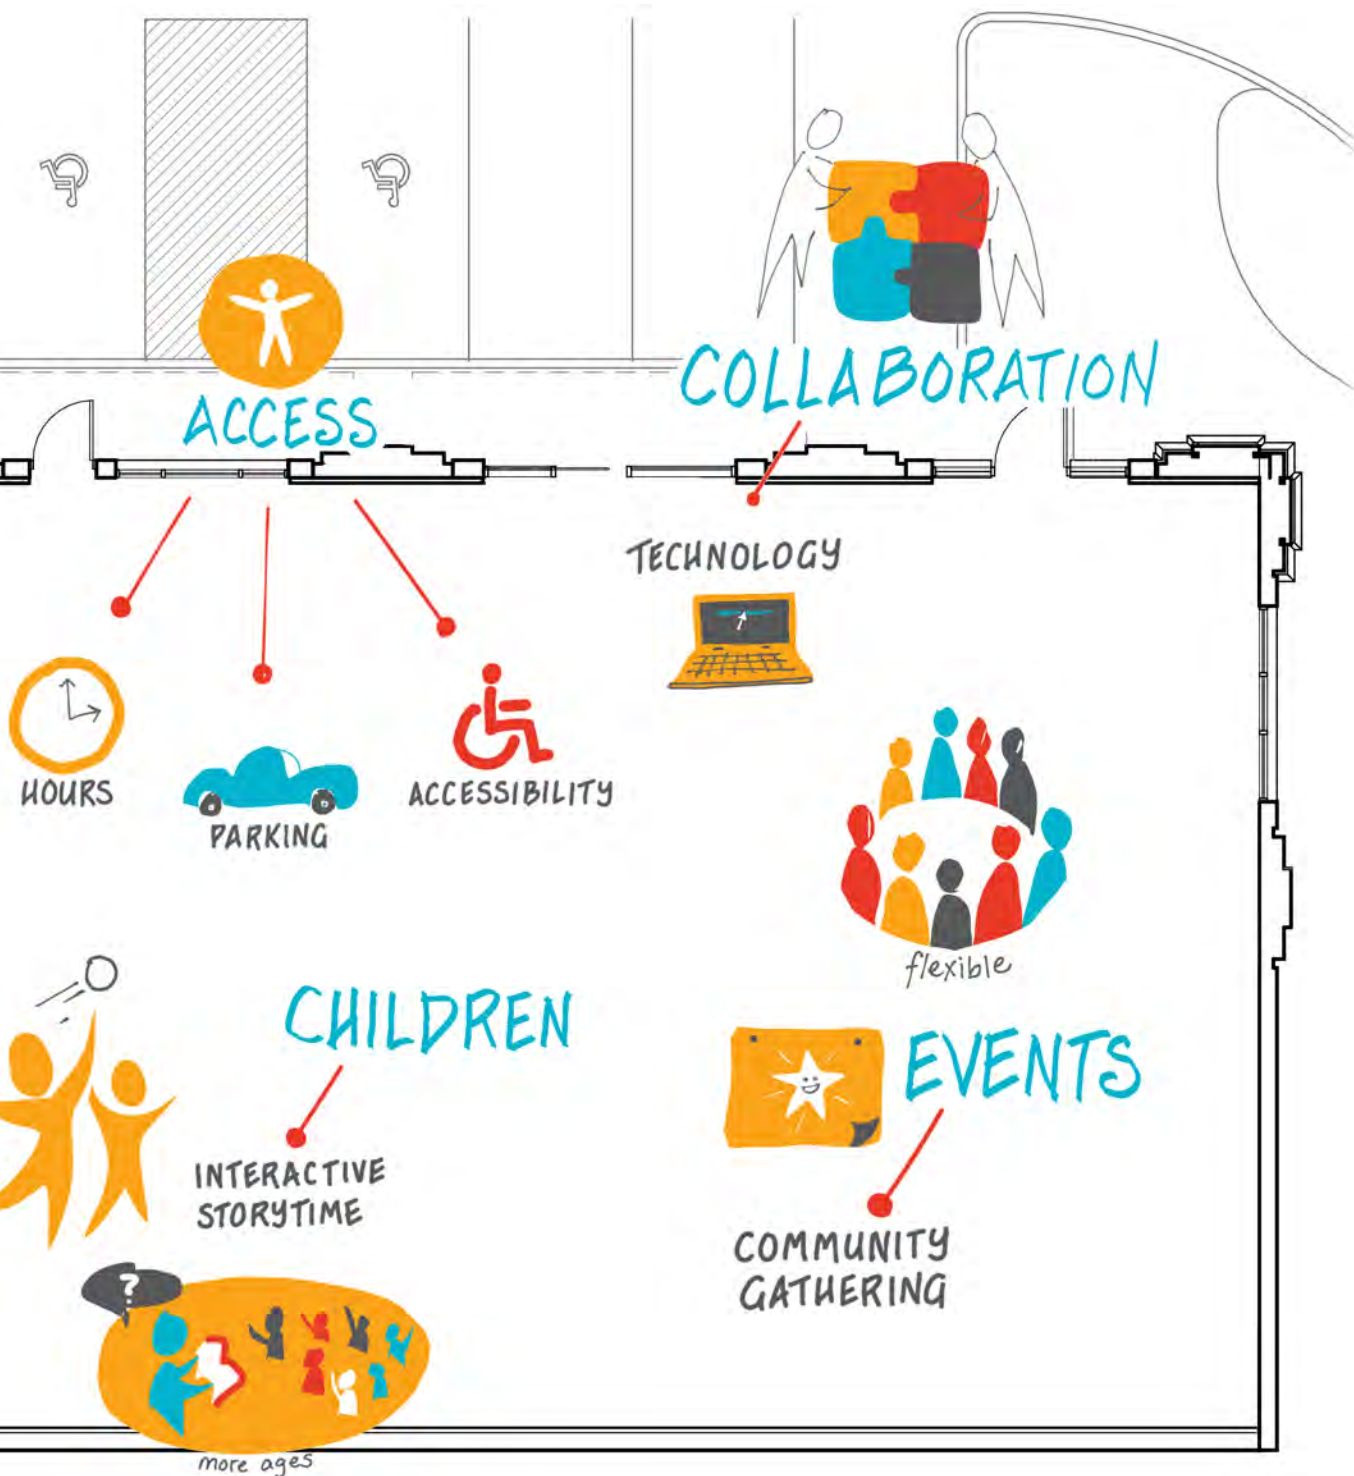 COLLABORATION
ACCESS
TECHNOLOGY
HOURS
PARKING
ACCESSIBILITY
flexible
CHILDREN
EVENTS
INTERACTIVE
STORYTIME
COMMUNITY
GATHERING
?
more ages